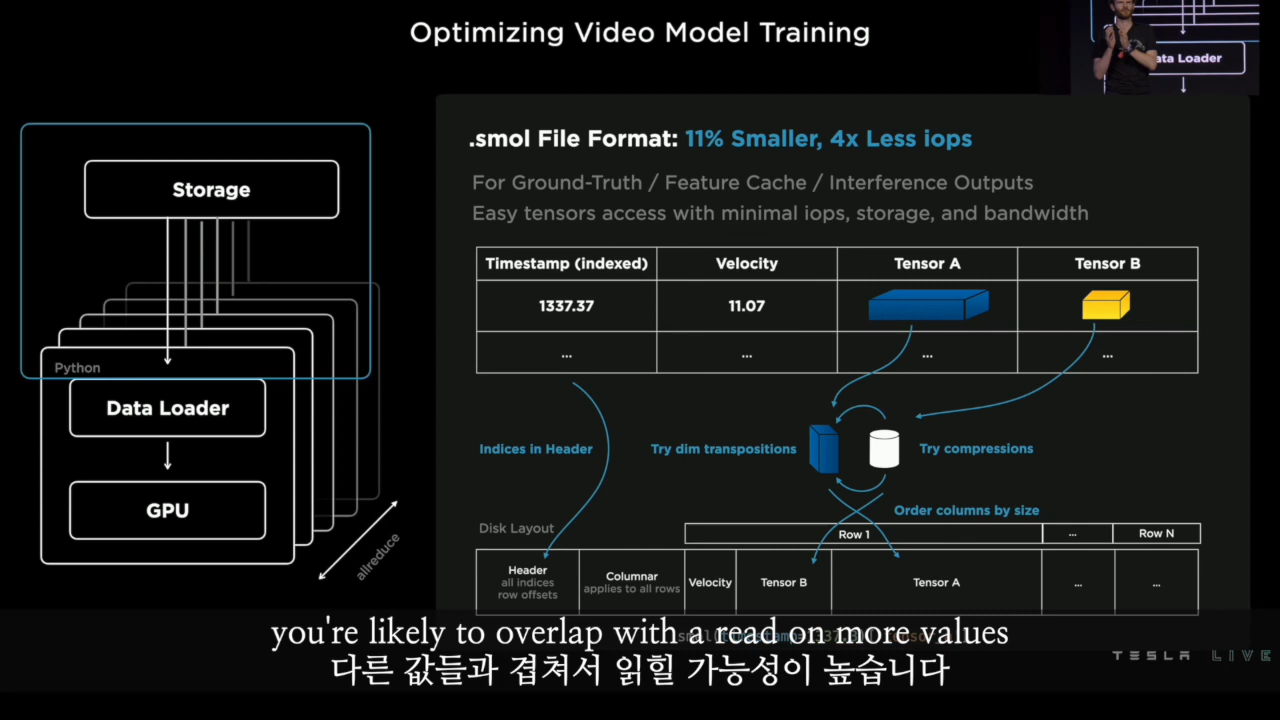 Optimizing Video Model Training
ata Loader
Storage
Python
Data Loader
GPU
allreduce
.smol File Format: 11% Smaller, 4x Less iops
For Ground-Truth / Feature Cache / Interference Outputs
Easy tensors access with minimal iops, storage, and bandwidth
Timestamp (indexed) Velocity Tensor A Tensor B
1337.37 11.07
... ... ... ...
Indices in Header Try dim transpositions Try compressions
Order columns by size
Disk Layout
Row 1 ... Row N
Header
all indices
row offsets
Columnar
applies to all rows
Velocity
Tensor B
Tensor A
...
...
you're likely to overlap with a read on more values
다른 값들과 겹쳐서 읽힐 가능성이 높습니다
TESLA LIVE